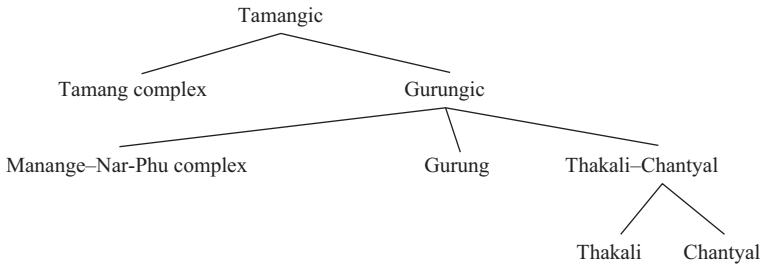 Tamangic
Tamang complex Gurungic
Manange–Nar-Phu complex Gurung Thakali–Chantyal
Thakali Chantyal